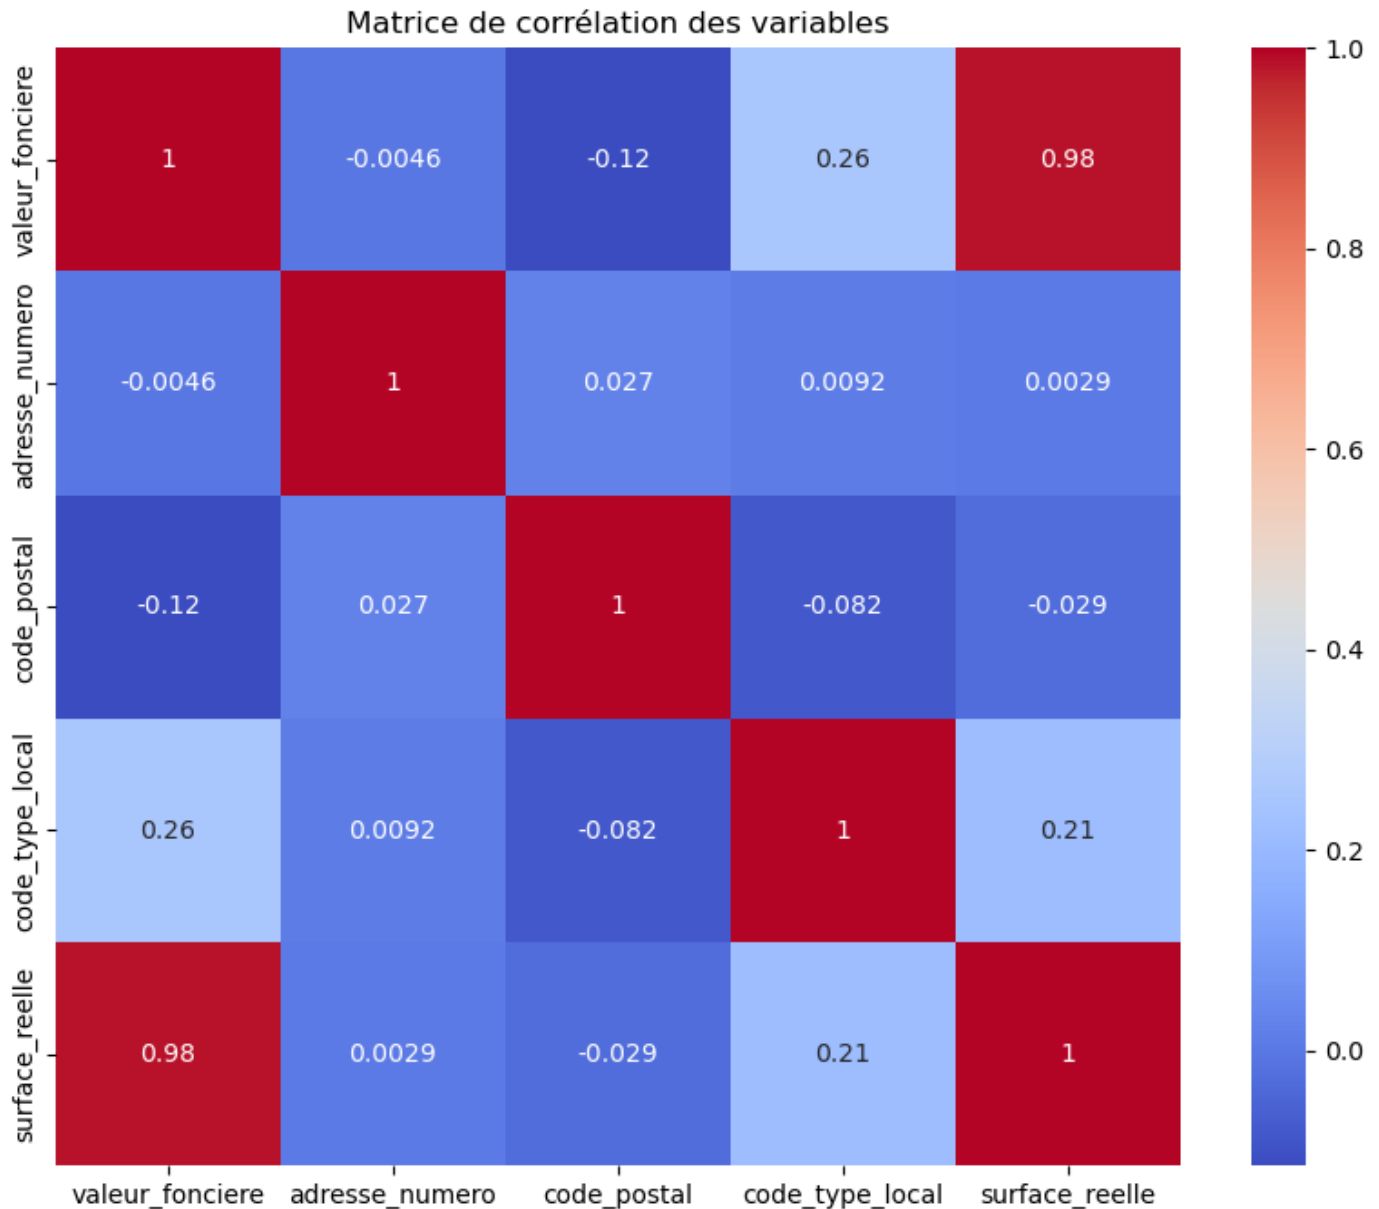 Matrice de corrélation des variables
valeur_fonciere
1
-0.0046
-0.12
0.26
0.98
adresse_numero
-0.0046
1
0.027
0.0092
0.0029
code_postal
-0.12
0.027
1
-0.082
-0.029
code_type_local
0.26
0.0092
-0.082
1
0.21
surface_reelle
0.98
0.0029
-0.029
0.21
1
valeur_fonciere
adresse_numero
code_postal
code_type_local
surface_reelle
1.0
0.8
0.6
0.4
0.2
0.0